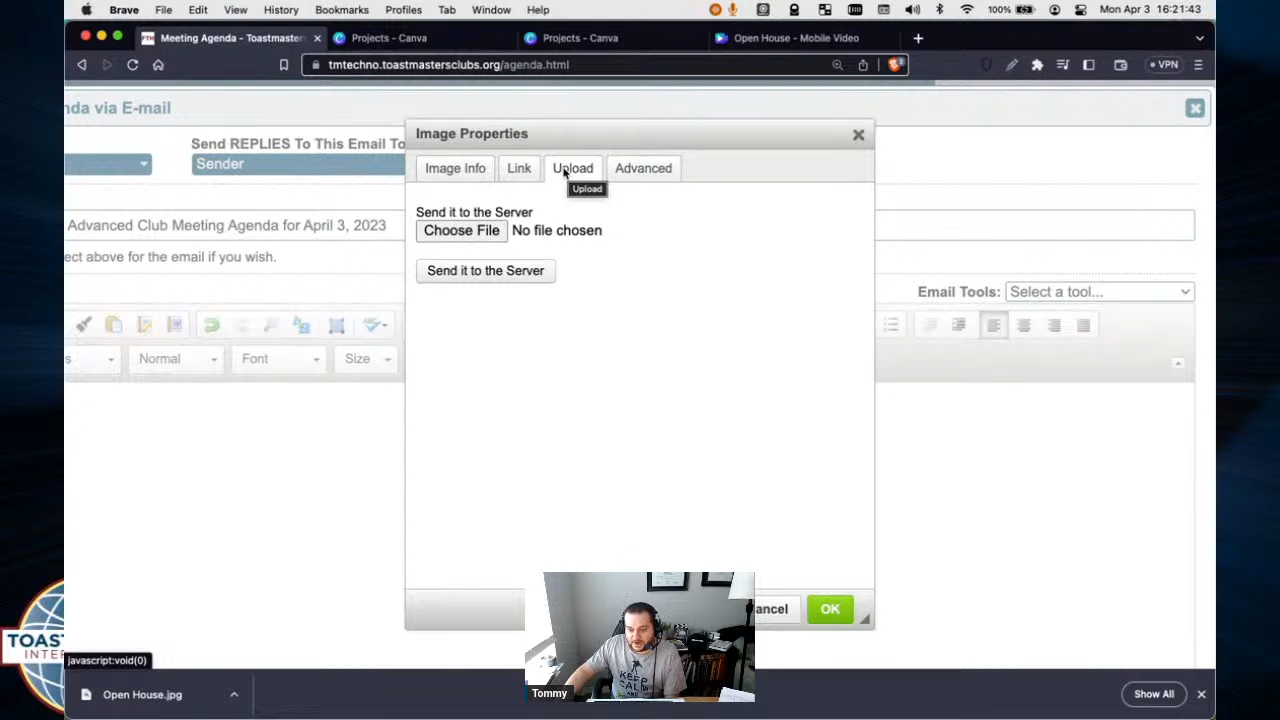 Brave File Edit View History Bookmarks Profiles Tab Window Help 100% Mon Apr 3 16:21:43
Meeting Agenda - Toastmaster Projects - Canva Projects - Canva Open House - Mobile Video
tmtechno.toastmastersclubs.org/agenda.html VPN
nda via E-mail
Image Properties
Send REPLIES To This Email To
Sender
Image Info Link Upload Advanced
Upload
Send it to the Server
Advanced Club Meeting Agenda for April 3, 2023
Choose File No file chosen
ect above for the email if you wish.
Send it to the Server
Email Tools: Select a tool...
s Normal Font Size
ancel OK
TOAST
INTER
javascript:void(0)
Open House.jpg
KEEP
CALM
AND
Tommy
Show All